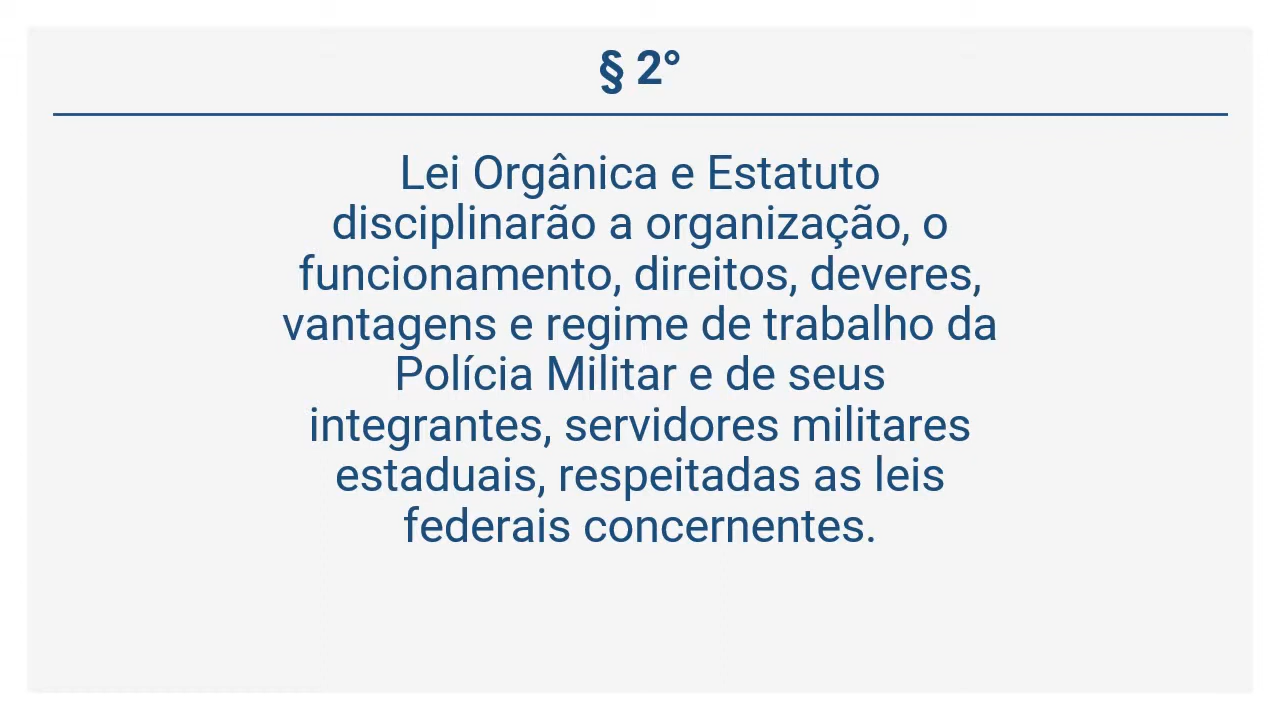 § 2°
Lei Orgânica e Estatuto
disciplinarão a organização, o
funcionamento, direitos, deveres,
vantagens e regime de trabalho da
Polícia Militar e de seus
integrantes, servidores militares
estaduais, respeitadas as leis
federais concernentes.